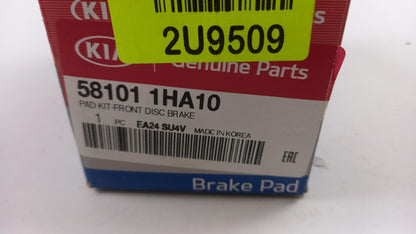 2U9509
KIA Genuine Parts
58101 1HA10
PAD KIT-FRONT DISC BRAKE
1 PC EA24 SU4V MADE IN KOREA
EAC
Brake Pad